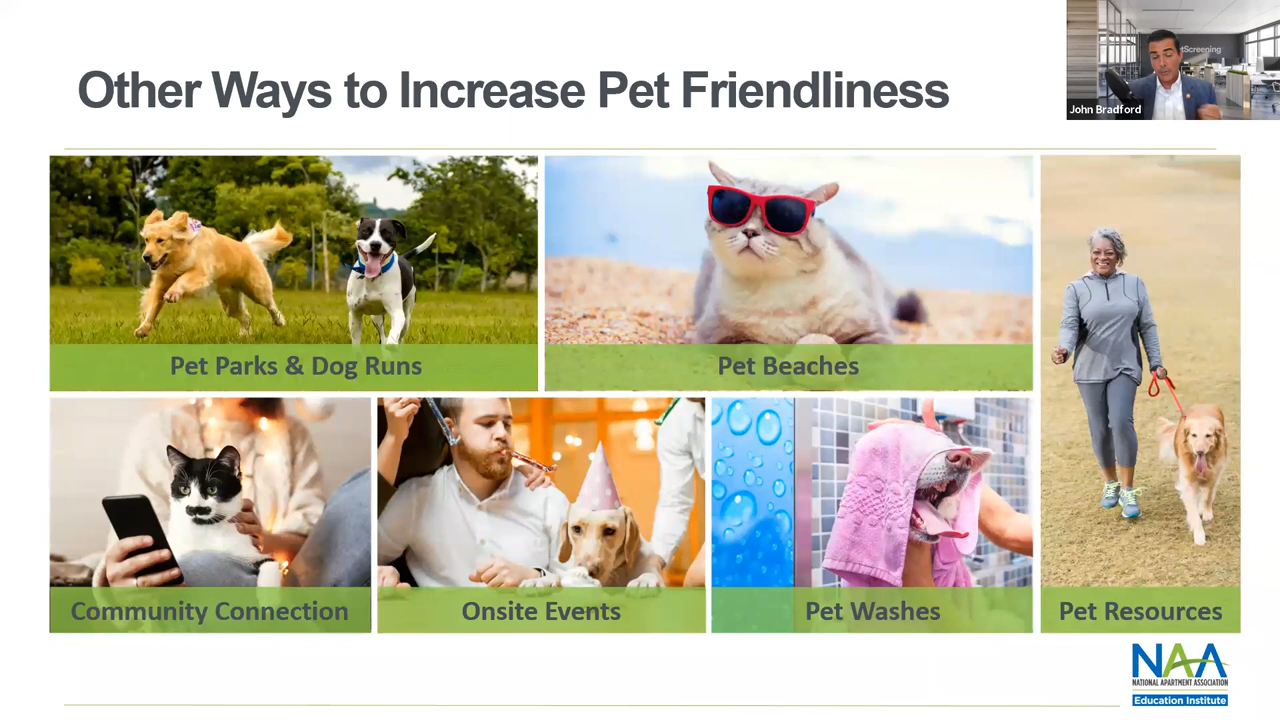 Other Ways to Increase Pet Friendliness
tScreening
John Bradford
Pet Parks & Dog Runs
Pet Beaches
Community Connection
Onsite Events
Pet Washes
Pet Resources
NAA
NATIONAL APARTMENT ASSOCIATION
Education Institute